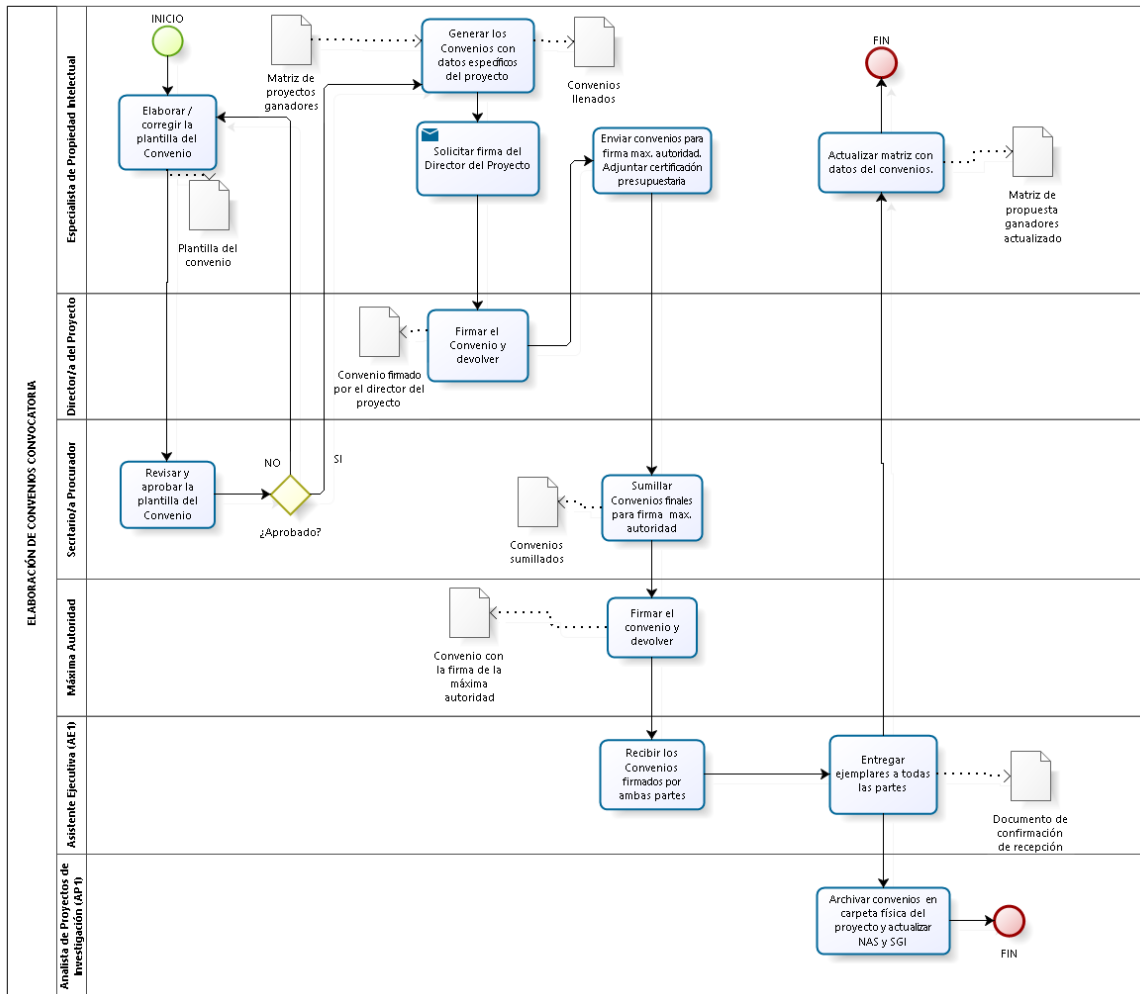 ELABORACIÓN DE CONVENIOS CONVOCATORIA
Especialista de Propiedad Intelectual
INICIO
Elaborar /
corregir la
plantilla del
Convenio
Plantilla del
convenio
Matriz de
proyectos
ganadores
Generar los
Convenios con
datos específicos
del proyecto
Convenios
llenados
Solicitar firma del
Director del Proyecto
Enviar convenios para
firma max. autoridad.
Adjuntar certificación
presupuestaria
FIN
Actualizar matriz con
datos del convenios.
Matriz de
propuesta
ganadores
actualizado
Director/a del Proyecto
Convenio firmado
por el director del
proyecto
Firmar el
Convenio y
devolver
Secritario/a Procurador
Revisar y
aprobar la
plantilla del
Convenio
NO
SI
¿Aprobado?
Convenios
sumillados
Sumillar
Convenios finales
para firma max.
autoridad
Máxima Autoridad
Convenio con
la firma de la
máxima
autoridad
Firmar el
convenio y
devolver
Asistente Ejecutiva (AE1)
Recibir los
Convenios
firmados por
ambas partes
Entregar
ejemplares a todas
las partes
Documento de
confirmación
de recepción
Analista de Proyectos de
Investigación (AP1)
Archivar convenios en
carpeta física del
proyecto y actualizar
NAS y SGI
FIN